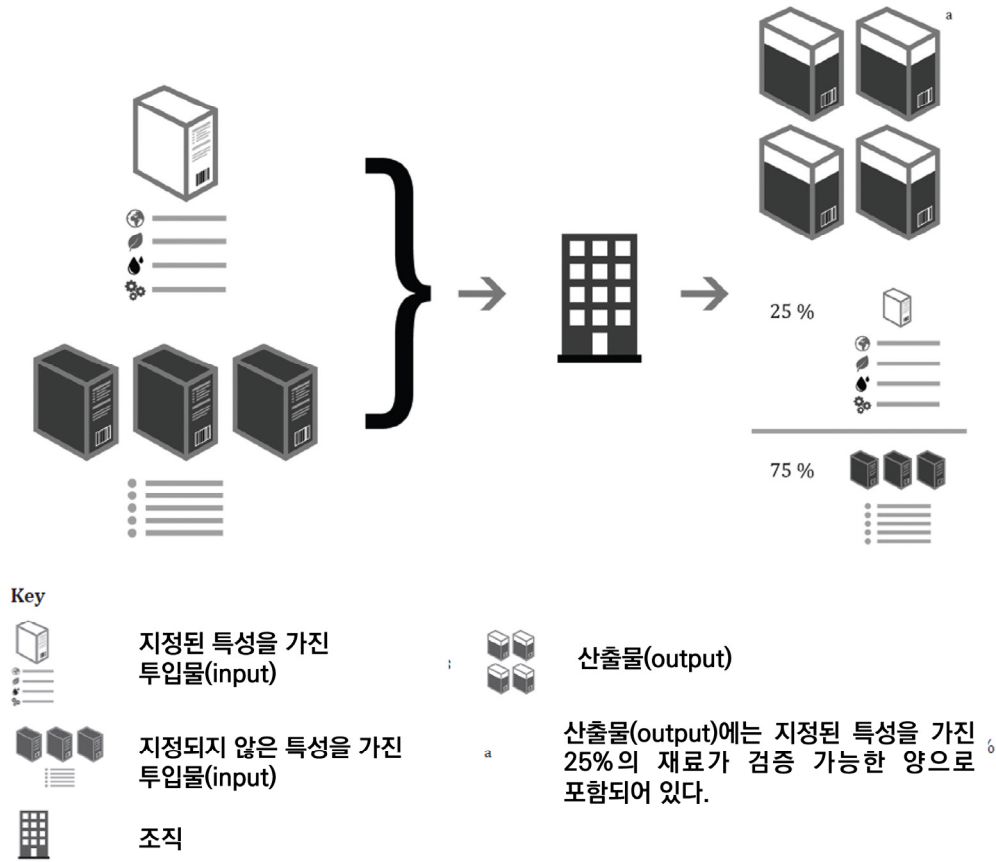 a
25 %
75 %
Key
지정된 특성을 가진
투입물(input)
산출물(output)
지정되지 않은 특성을 가진
투입물(input)
a
산출물(output)에는 지정된 특성을 가진
25%의 재료가 검증 가능한 양으로
포함되어 있다.
%
조직